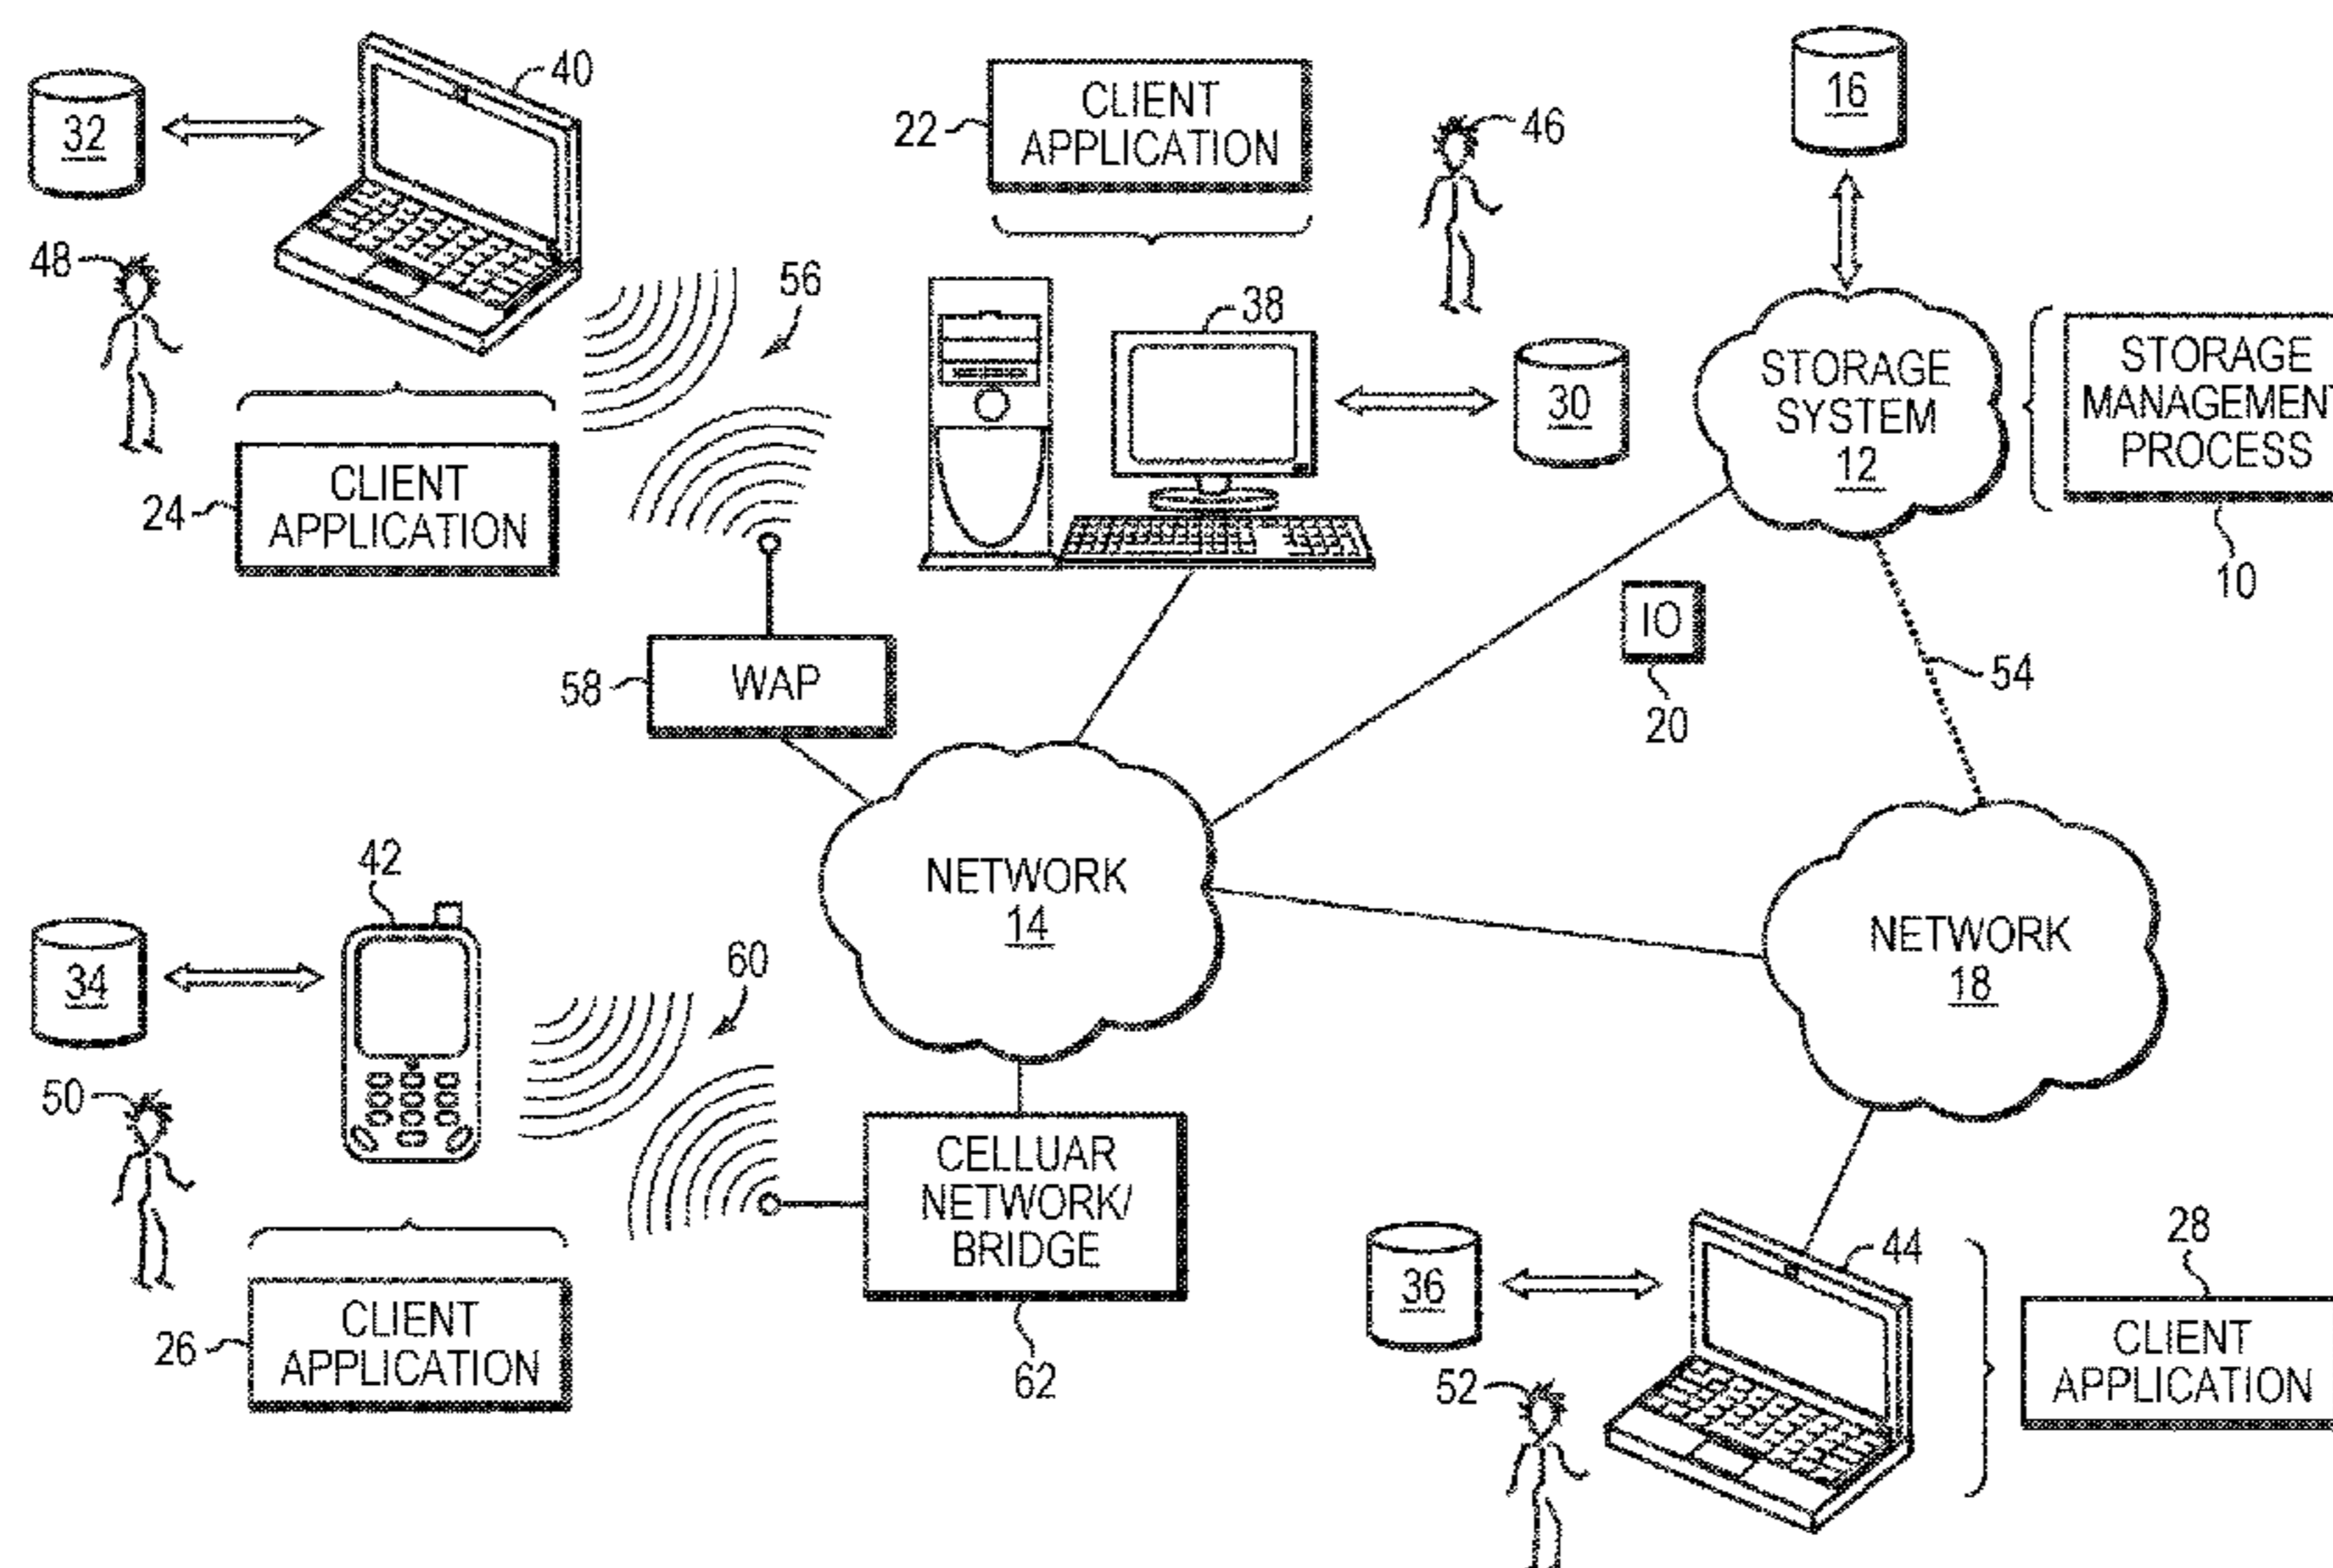 40
32
CLIENT
APPLICATION
22
46
16
48
56
38
30
STORAGE
SYSTEM
12
STORAGE
MANAGEMENT
PROCESS
10
CLIENT
APPLICATION
24
IO
20
54
WAP
58
NETWORK
14
NETWORK
18
42
34
60
50
CELLUAR
NETWORK/
BRIDGE
62
CLIENT
APPLICATION
26
36
44
28
CLIENT
APPLICATION
52